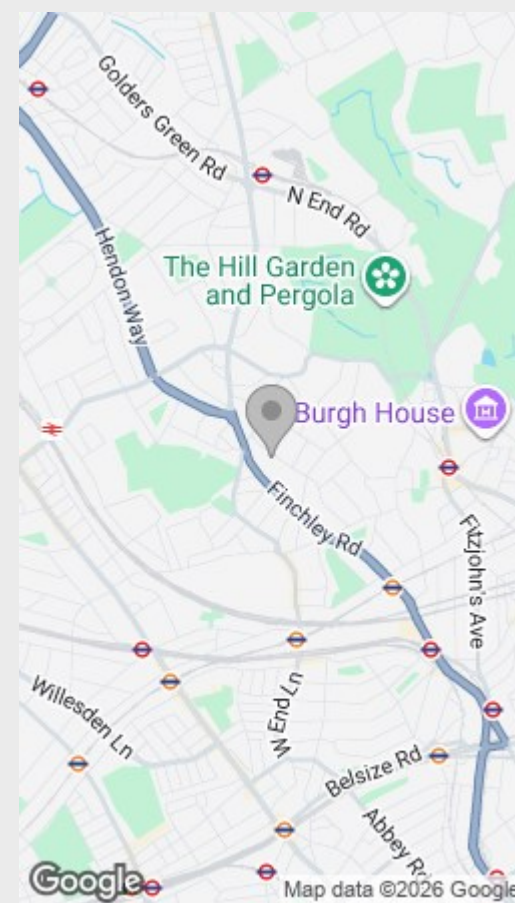 Golders Green Rd
N End Rd
Hendon Way
The Hill Garden
and Pergola
Burgh House
Finchley Rd
Fitzjohn's Ave
Willesden Ln
W End Ln
Belsize Rd
Abbey Rd
Google
Map data ©2026 Google